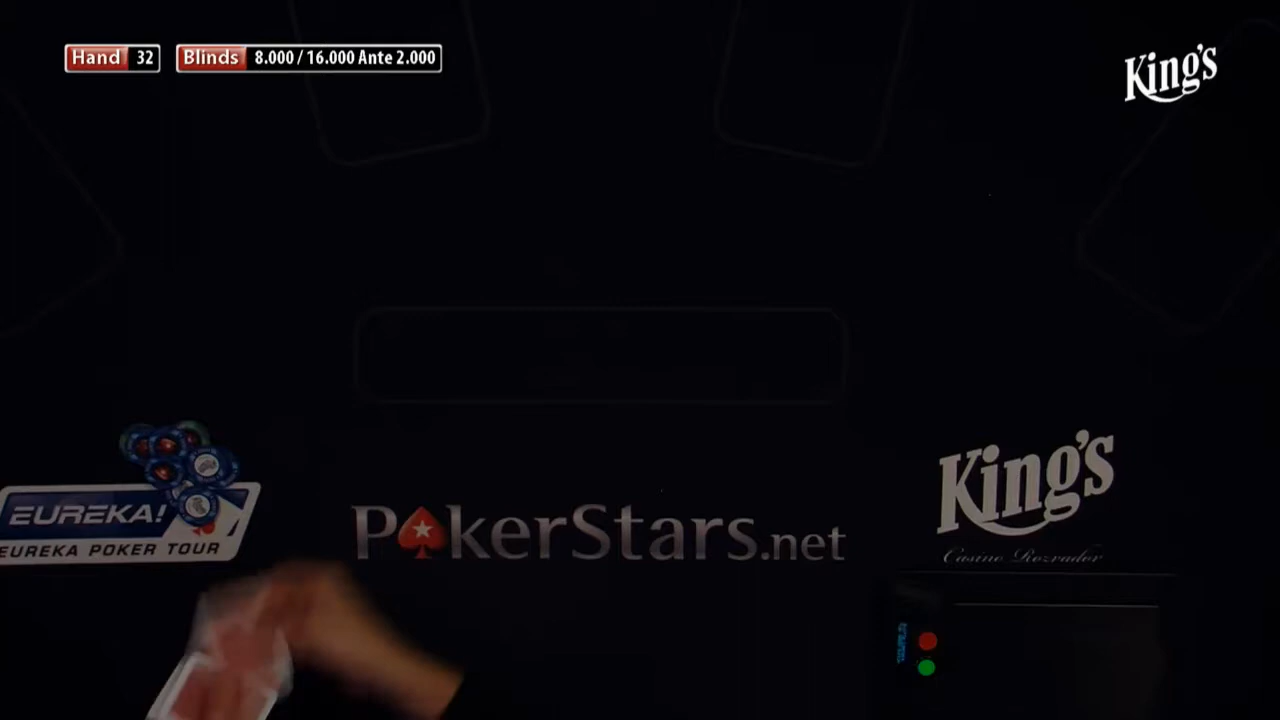 Hand 32 Blinds 8.000 / 16.000 Ante 2.000
King's
EUREKA!
EUREKA POKER TOUR
PokerStars.net
King's
Casino Rozvadov